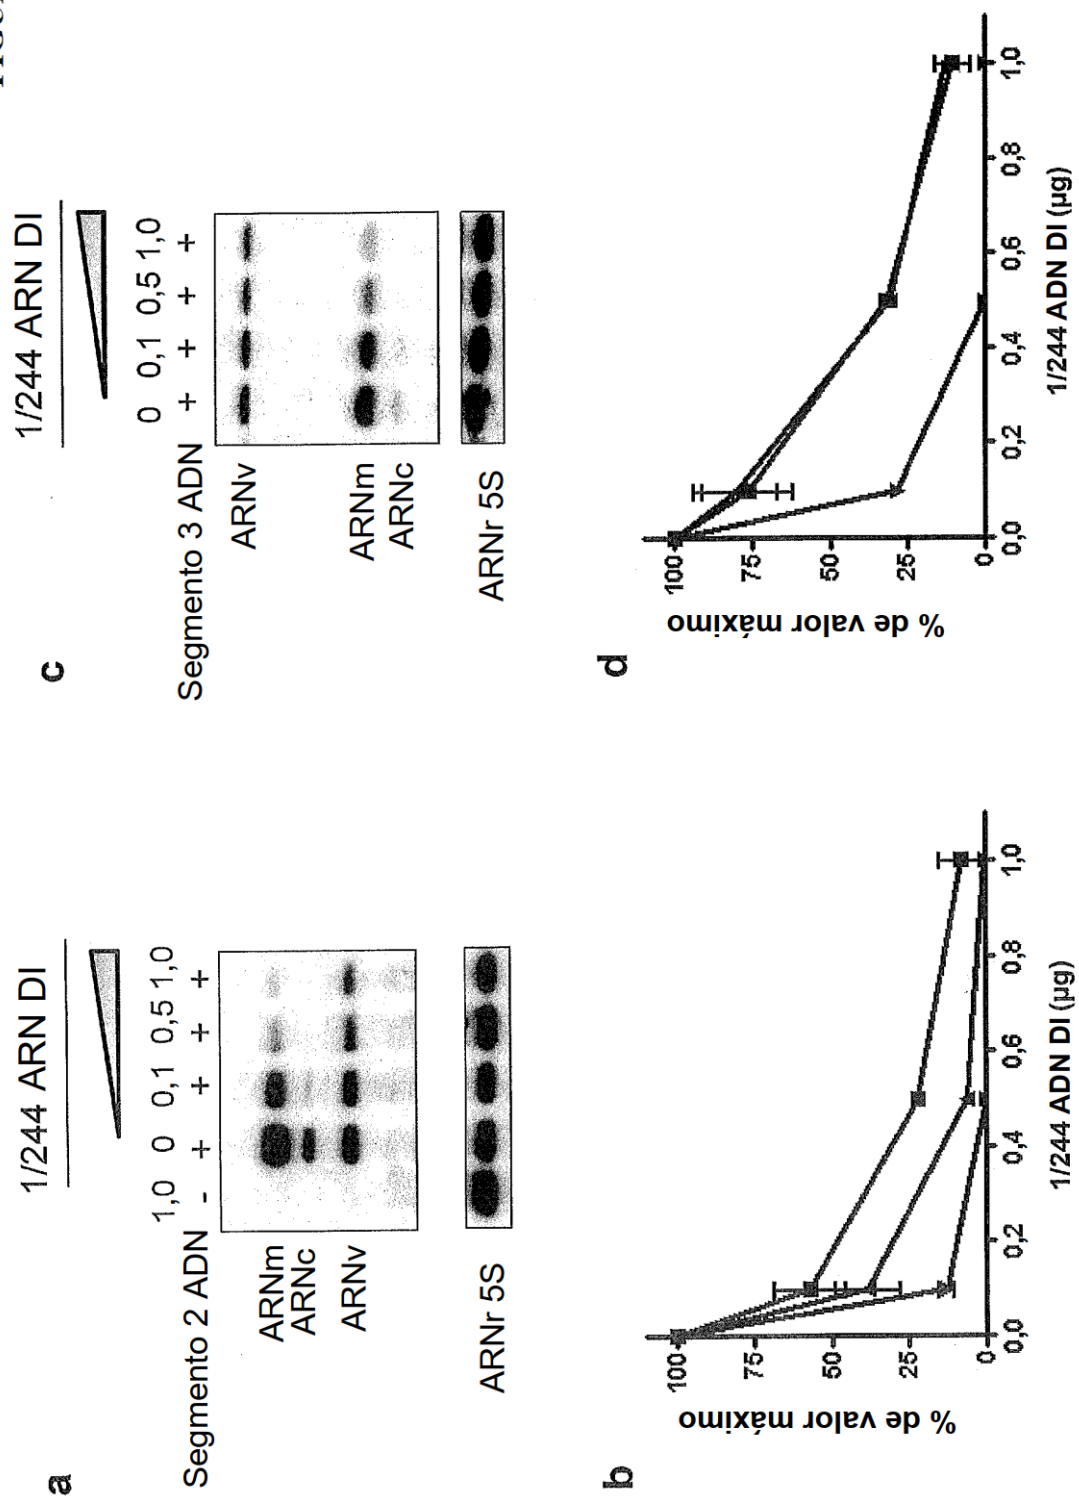 a
1/244 ARN DI
1,0 0 0,1 0,5 1,0
Segmento 2 ADN - + + + +
ARNm
ARNc
ARNv
ARNr 5S
b
% de valor máximo
100
75
50
25
0
0,0 0,2 0,4 0,6 0,8 1,0
1/244 ADN DI (µg)
c
1/244 ARN DI
0 0,1 0,5 1,0
Segmento 3 ADN + + + +
ARNv
ARNm
ARNc
ARNr 5S
d
% de valor máximo
100
75
50
25
0
0,0 0,2 0,4 0,6 0,8 1,0
1/244 ADN DI (µg)